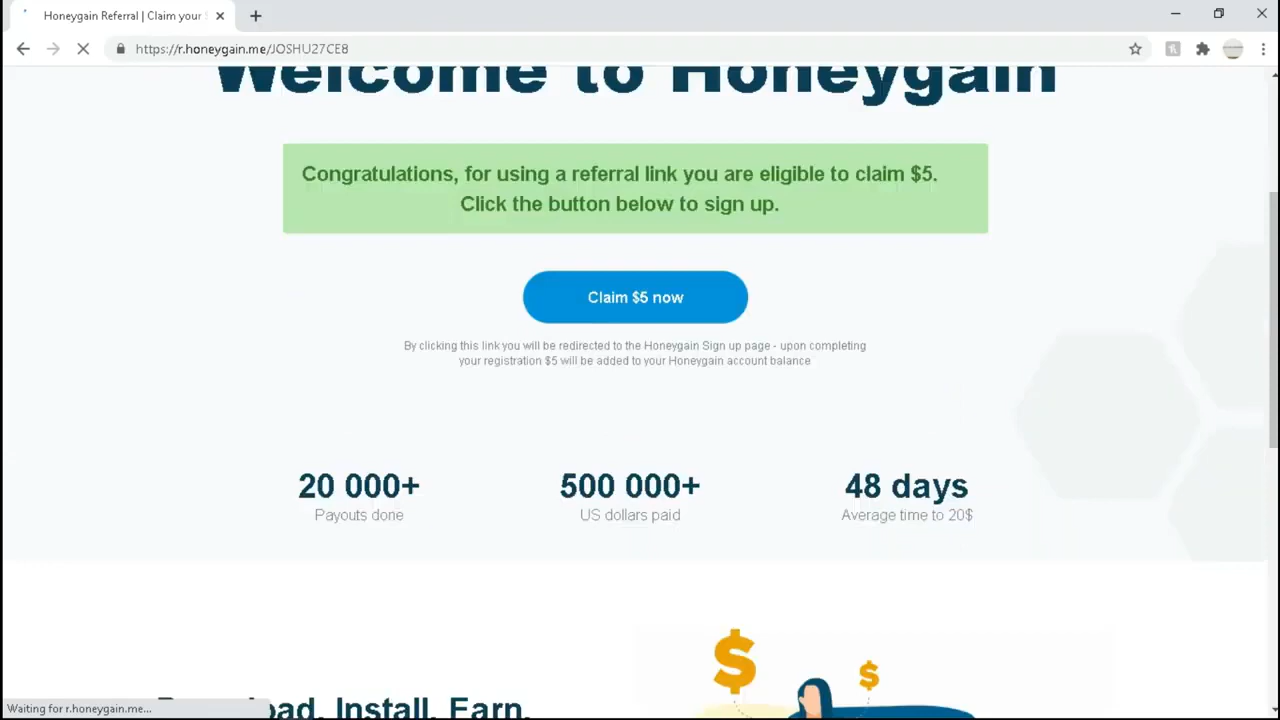 Honeygain Referral | Claim your
https://r.honeygain.me/JOSHU27CE8
Welcome to Honeygain
Congratulations, for using a referral link you are eligible to claim $5.
Click the button below to sign up.
Claim $5 now
By clicking this link you will be redirected to the Honeygain Sign up page - upon completing
your registration $5 will be added to your Honeygain account balance
20 000+ 500 000+ 48 days
Payouts done US dollars paid Average time to 20$
Install. Earn.
Waiting for r.honeygain.me...